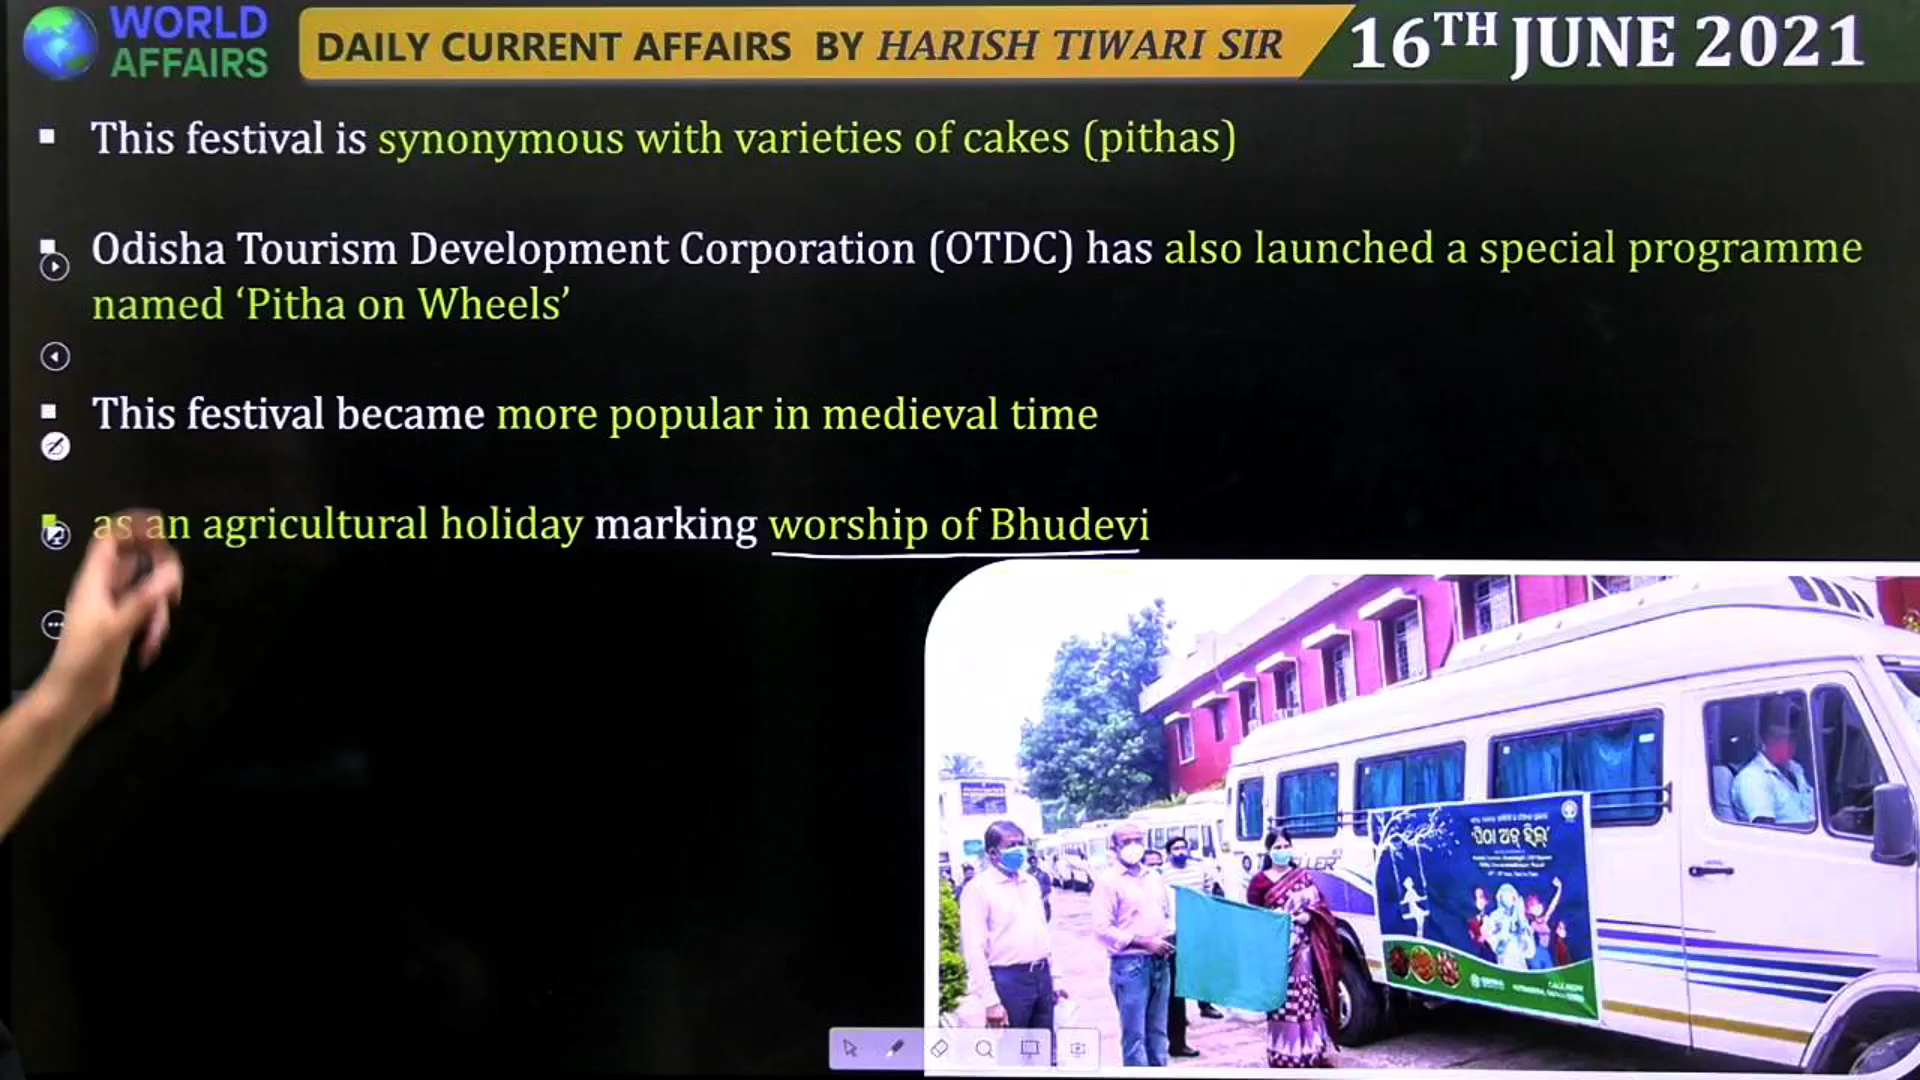 WORLD
AFFAIRS
DAILY CURRENT AFFAIRS BY HARISH TIWARI SIR
16TH JUNE 2021
This festival is synonymous with varieties of cakes (pithas)
Odisha Tourism Development Corporation (OTDC) has also launched a special programme
named ‘Pitha on Wheels’
This festival became more popular in medieval time
as an agricultural holiday marking worship of Bhudevi
'ପିଠା ଅନ୍ ହ୍ୱିଲ୍'